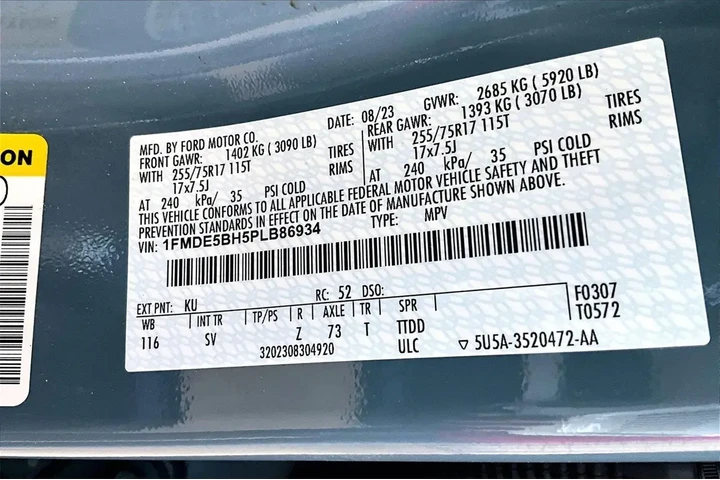 ON
MFD. BY FORD MOTOR CO.
DATE: 08/23
GVWR: 2685 KG ( 5920 LB)
FRONT GAWR: 1402 KG ( 3090 LB)
REAR GAWR: 1393 KG ( 3070 LB)
WITH 255/75R17 115T TIRES
WITH 255/75R17 115T TIRES
17x7.5J RIMS
17x7.5J RIMS
AT 240 kPa/ 35 PSI COLD
AT 240 kPa/ 35 PSI COLD
THIS VEHICLE CONFORMS TO ALL APPLICABLE FEDERAL MOTOR VEHICLE SAFETY AND THEFT
PREVENTION STANDARDS IN EFFECT ON THE DATE OF MANUFACTURE SHOWN ABOVE.
VIN: 1FMDE5BH5PLB86934 TYPE: MPV
EXT PNT: KU RC: 52 DSO: F0307
WB INT TR TP/PS R AXLE TR SPR T0572
116 SV Z 73 T TTDD
3202308304920 ULC ▽ 5U5A-3520472-AA